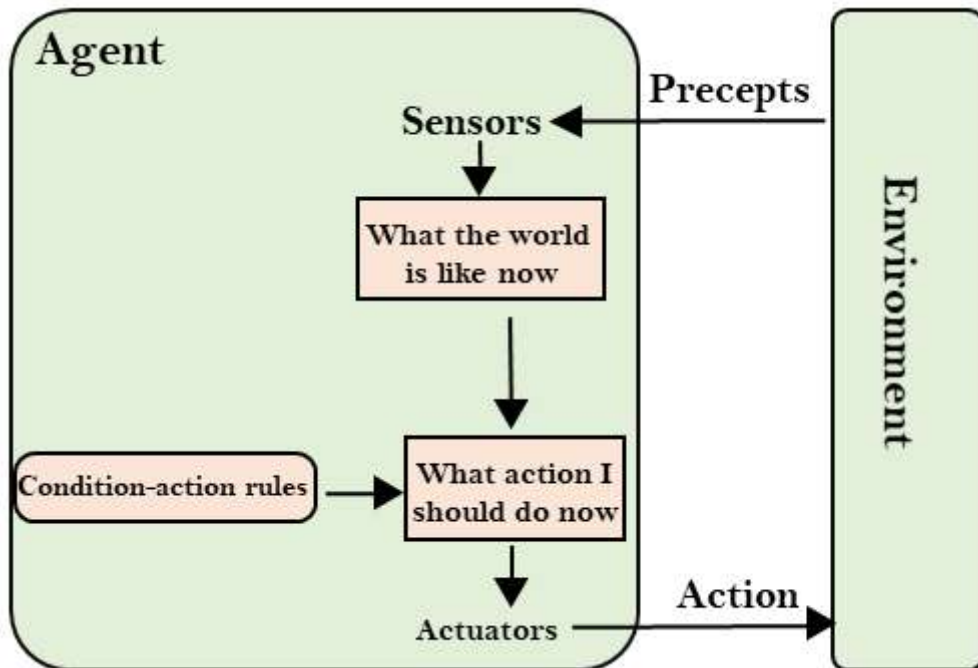 Agent
Precepts
Sensors
What the world
is like now
Environment
Condition-action rules
What action I
should do now
Action
Actuators